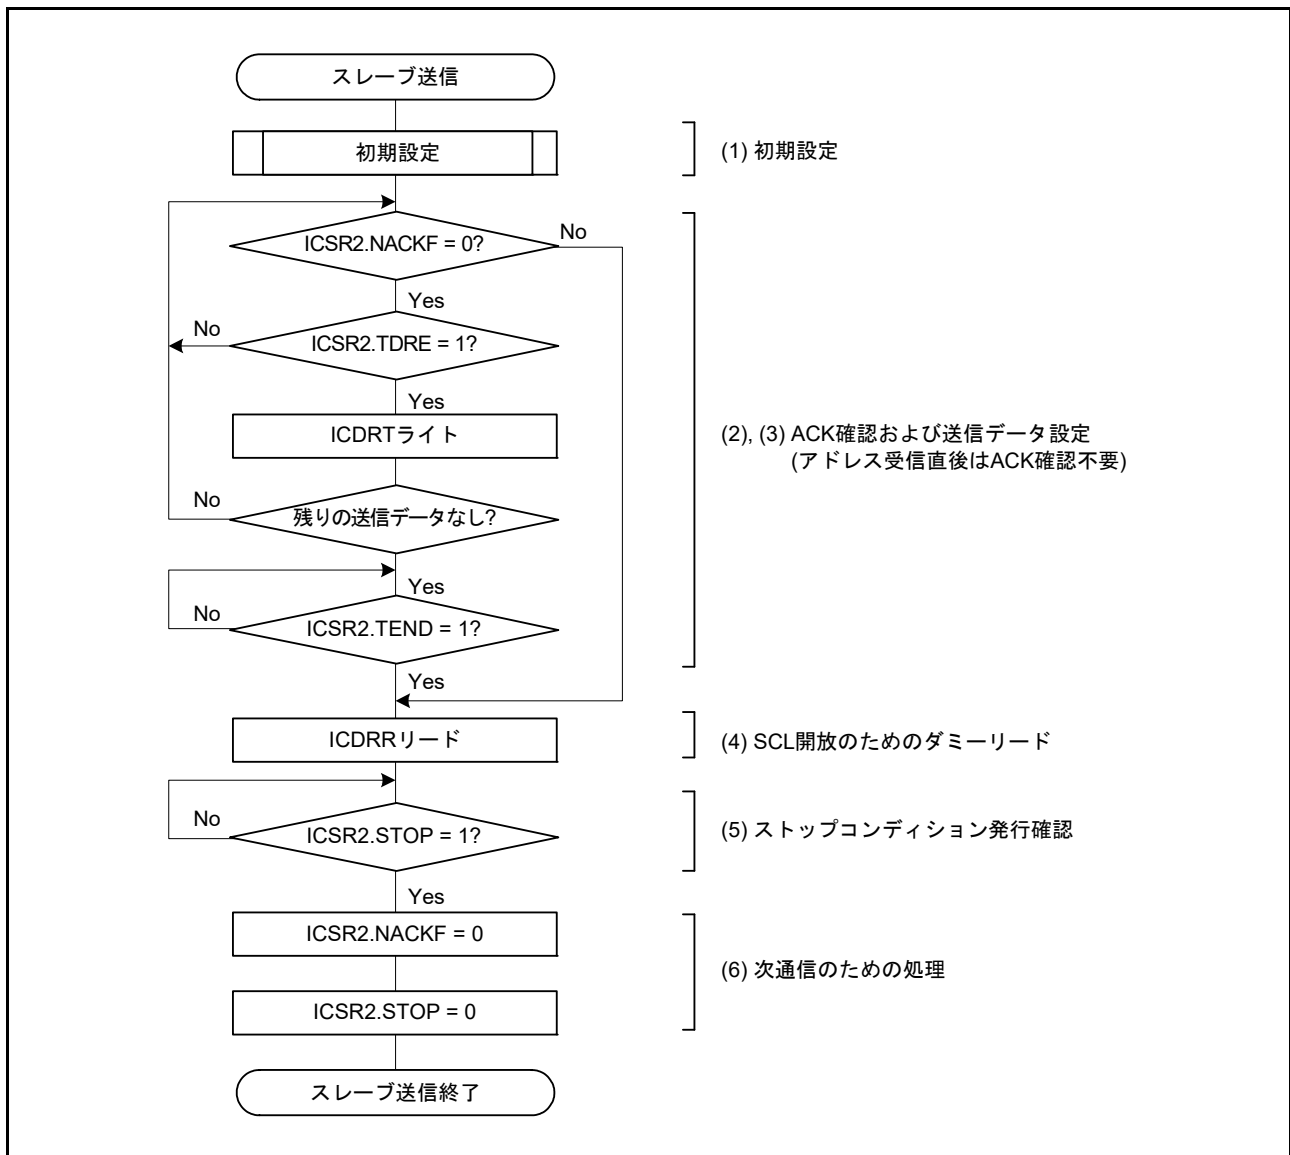 スレーブ送信
初期設定
(1) 初期設定
ICSR2.NACKF = 0?
No
Yes
No
ICSR2.TDRE = 1?
Yes
ICDRTライト
(2), (3) ACK確認および送信データ設定
(アドレス受信直後はACK確認不要)
No
残りの送信データなし?
Yes
No
ICSR2.TEND = 1?
Yes
ICDRRリード
(4) SCL開放のためのダミーリード
No
ICSR2.STOP = 1?
(5) ストップコンディション発行確認
Yes
ICSR2.NACKF = 0
(6) 次通信のための処理
ICSR2.STOP = 0
スレーブ送信終了